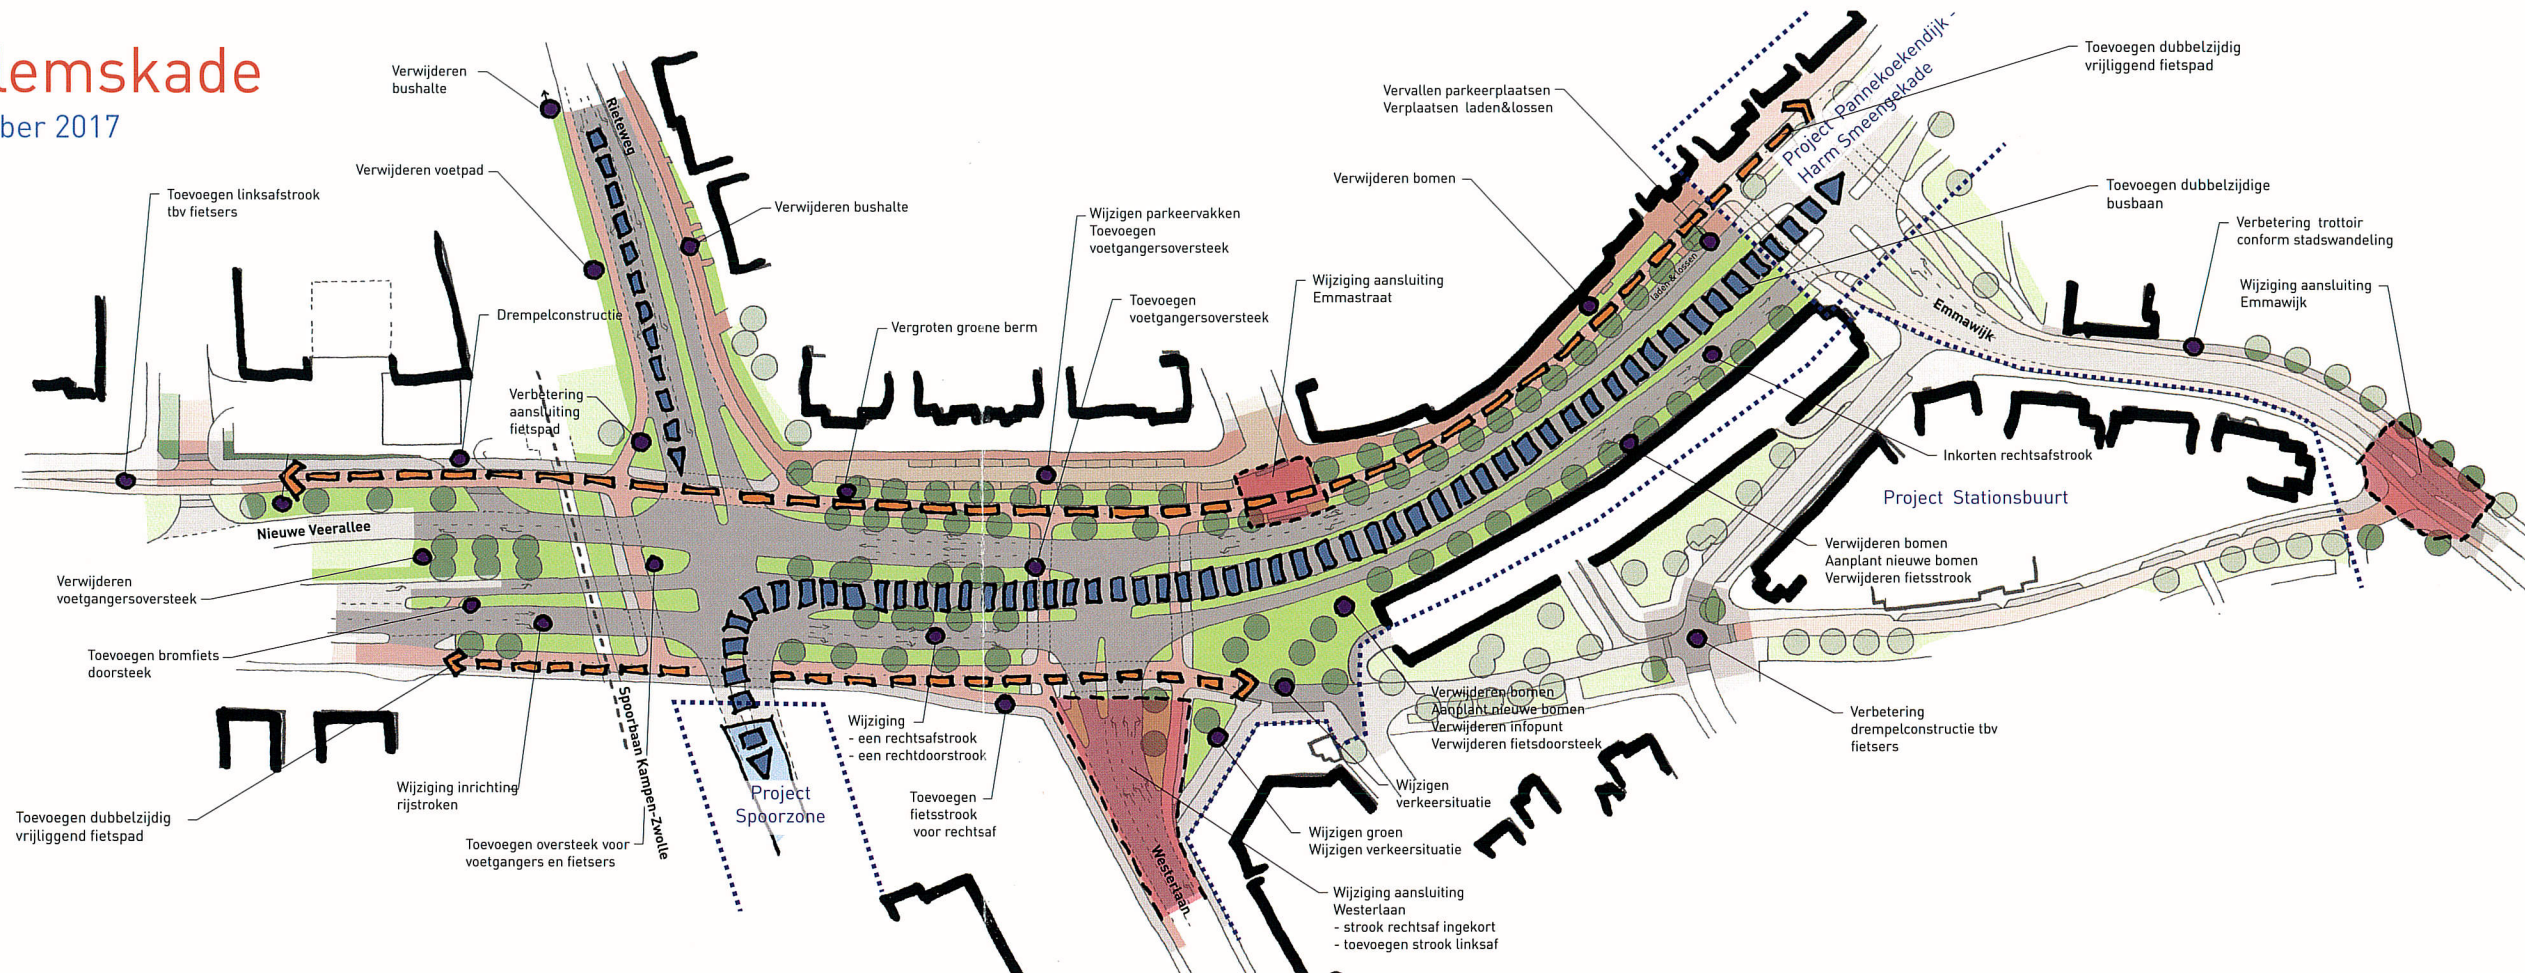 lemskade
ber 2017
Verwijderen
bushalte
Verwijderen voetpad
Toevoegen linksafstrook
tbv fietsers
Rieteweg
Verwijderen bushalte
Drempelconstructie
Verbetering
aansluiting
fietspad
Vergroten groene berm
Wijzigen parkeervakken
Toevoegen
voetgangersoversteek
Toevoegen
voetgangersoversteek
Wijziging aansluiting
Emmastraat
Vervallen parkeerplaatsen
Verplaatsen laden&lossen
Verwijderen bomen
laden & lossen
Project Pannekoekendijk -
Harm Smeengekade
Toevoegen dubbelzijdig
vrijliggend fietspad
Toevoegen dubbelzijdige
busbaan
Verbetering trottoir
conform stadswandeling
Wijziging aansluiting
Emmawijk
Emmawijk
Inkorten rechtsafstrook
Project Stationsbuurt
Verwijderen bomen
Aanplant nieuwe bomen
Verwijderen fietsstrook
Nieuwe Veerallee
Verwijderen
voetgangersoversteek
Toevoegen bromfiets
doorsteek
Toevoegen dubbelzijdig
vrijliggend fietspad
Wijziging inrichting
rijstroken
Toevoegen oversteek voor
voetgangers en fietsers
Spoorbaan Kampen-Zwolle
Project
Spoorzone
Wijziging
- een rechtsafstrook
- een rechtdoorstrook
Toevoegen
fietsstrook
voor rechtsaf
Westerlaan
Verwijderen bomen
Aanplant nieuwe bomen
Verwijderen infopunt
Verwijderen fietsdoorsteek
Wijzigen
verkeersituatie
Wijzigen groen
Wijzigen verkeersituatie
Wijziging aansluiting
Westerlaan
- strook rechtsaf ingekort
- toevoegen strook linksaf
Verbetering
drempelconstructie tbv
fietsers